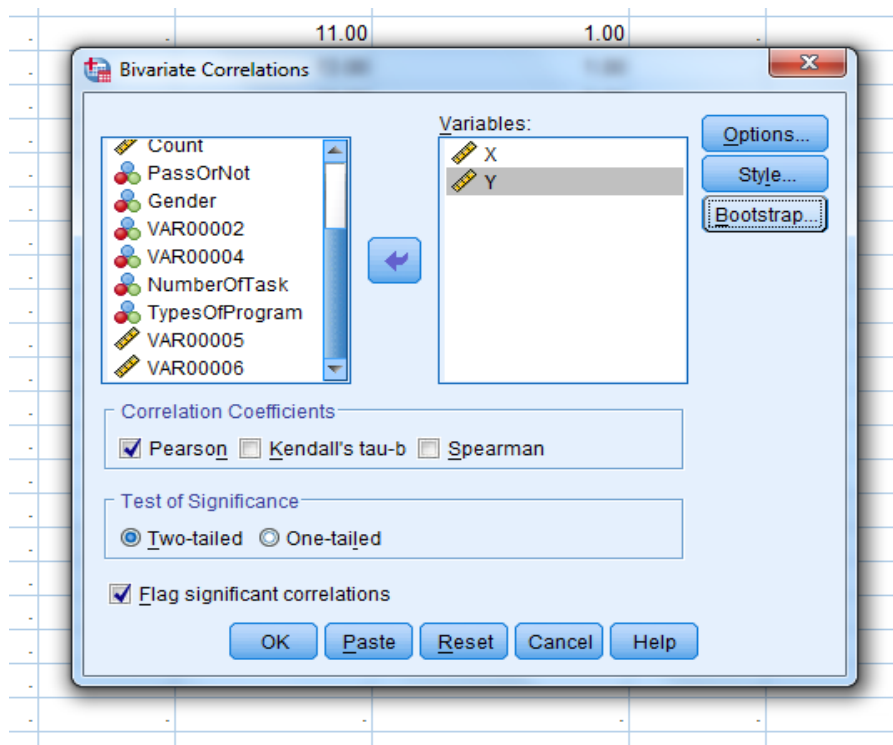 11.00 1.00
Bivariate Correlations
Variables:
Count
PassOrNot
Gender
VAR00002
VAR00004
NumberOfTask
TypesOfProgram
VAR00005
VAR00006
X
Y
Options...
Style...
Bootstrap...
Correlation Coefficients
Pearson Kendall's tau-b Spearman
Test of Significance
Two-tailed One-tailed
Flag significant correlations
OK Paste Reset Cancel Help